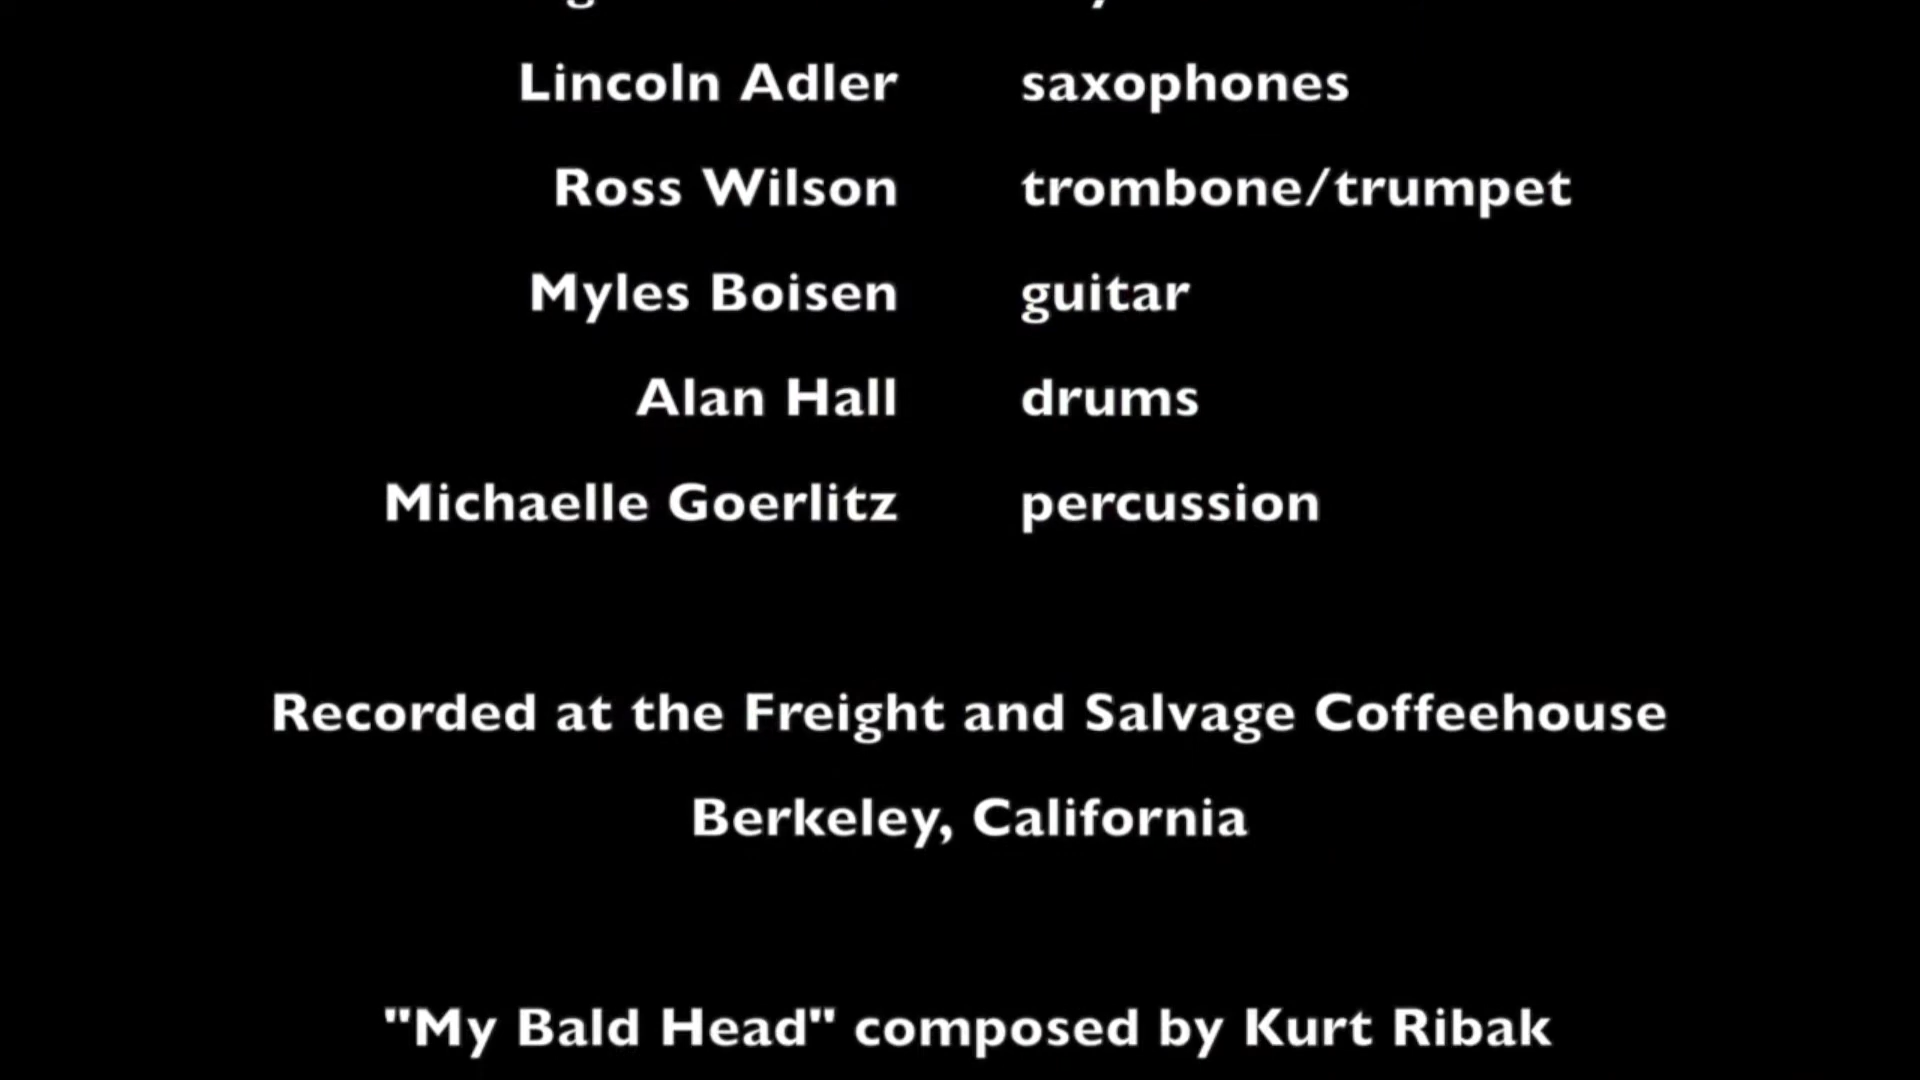 Lincoln Adler saxophones
Ross Wilson trombone/trumpet
Myles Boisen guitar
Alan Hall drums
Michaelle Goerlitz percussion
Recorded at the Freight and Salvage Coffeehouse
Berkeley, California
"My Bald Head" composed by Kurt Ribak